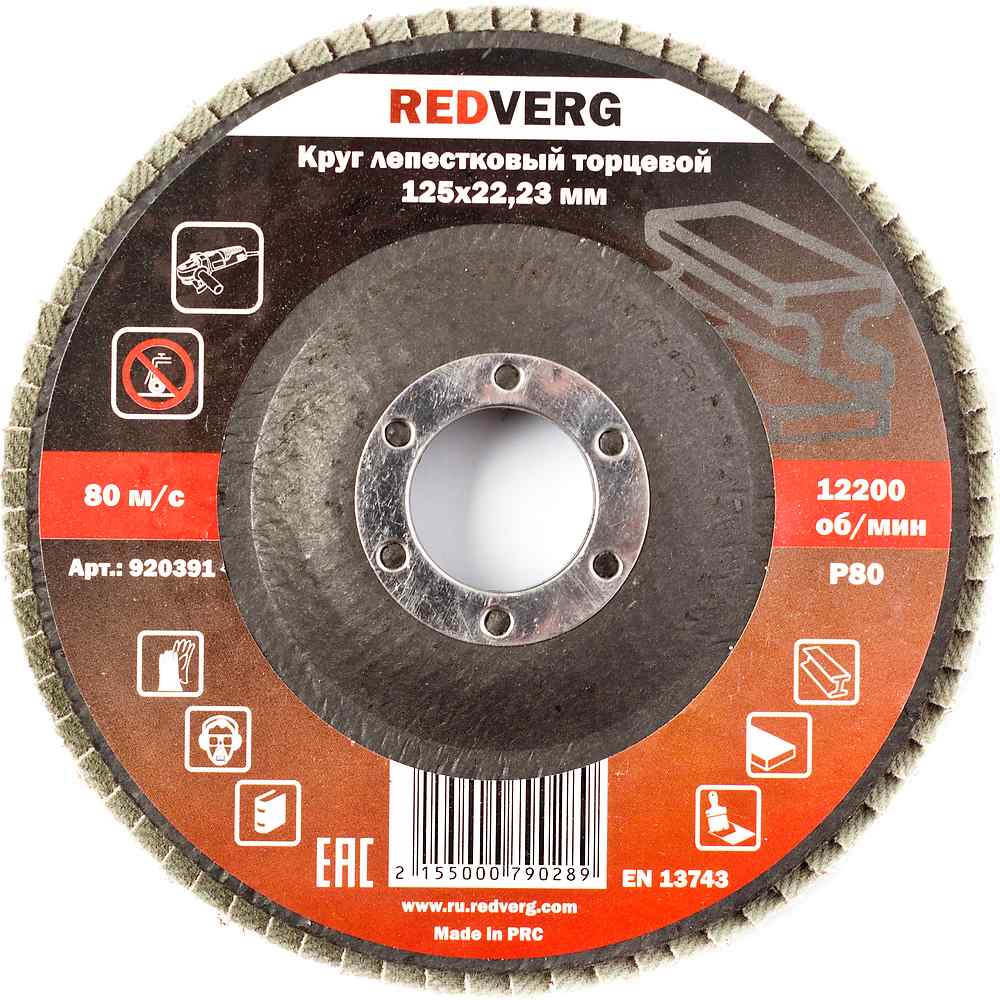 REDVERG
Круг лепестковый торцевой
125x22,23 мм
80 м/с
12200
об/мин
Арт.: 920391
P80
EAC
2 155000 790289
EN 13743
www.ru.redverg.com
Made in PRC